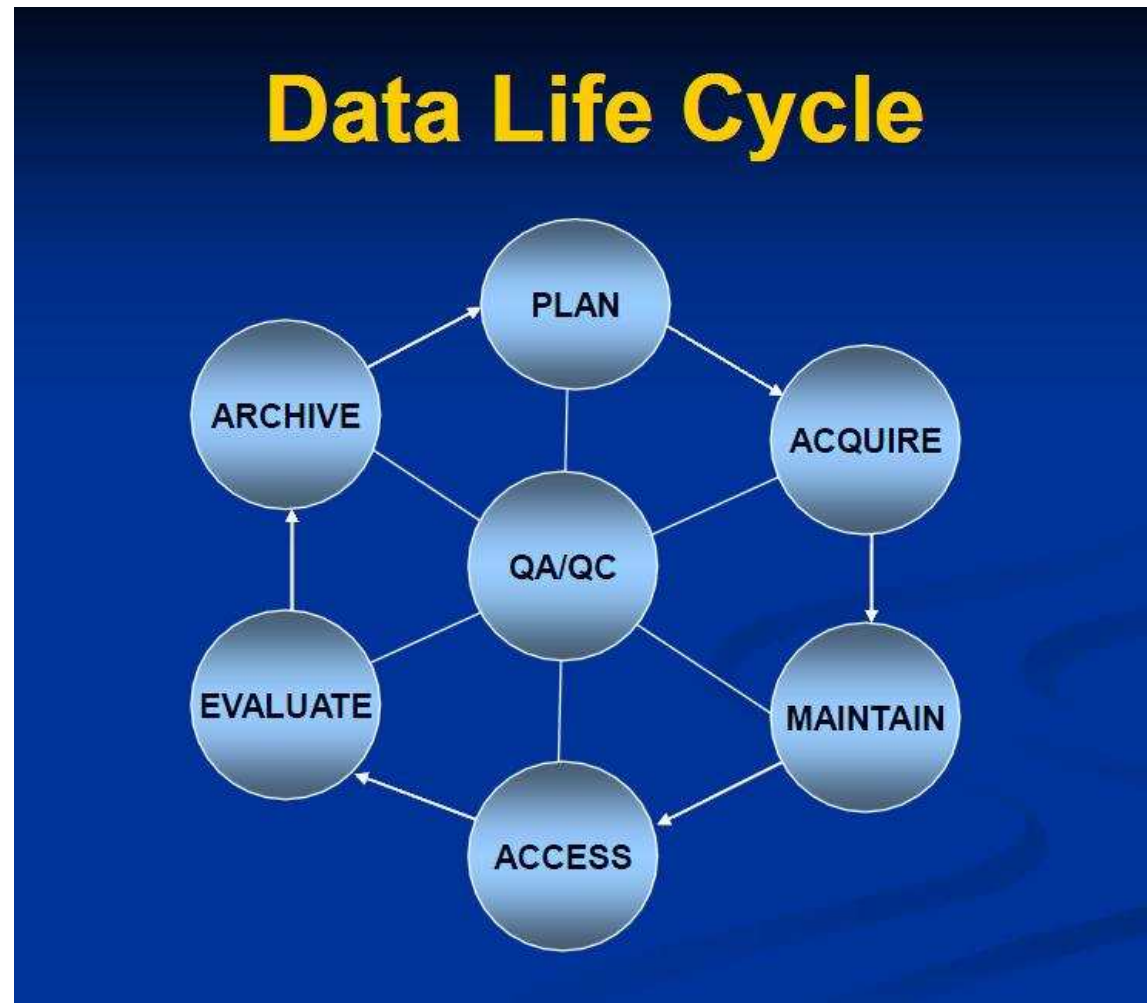 Data Life Cycle
PLAN
ACQUIRE
MAINTAIN
ACCESS
EVALUATE
ARCHIVE
QA/QC